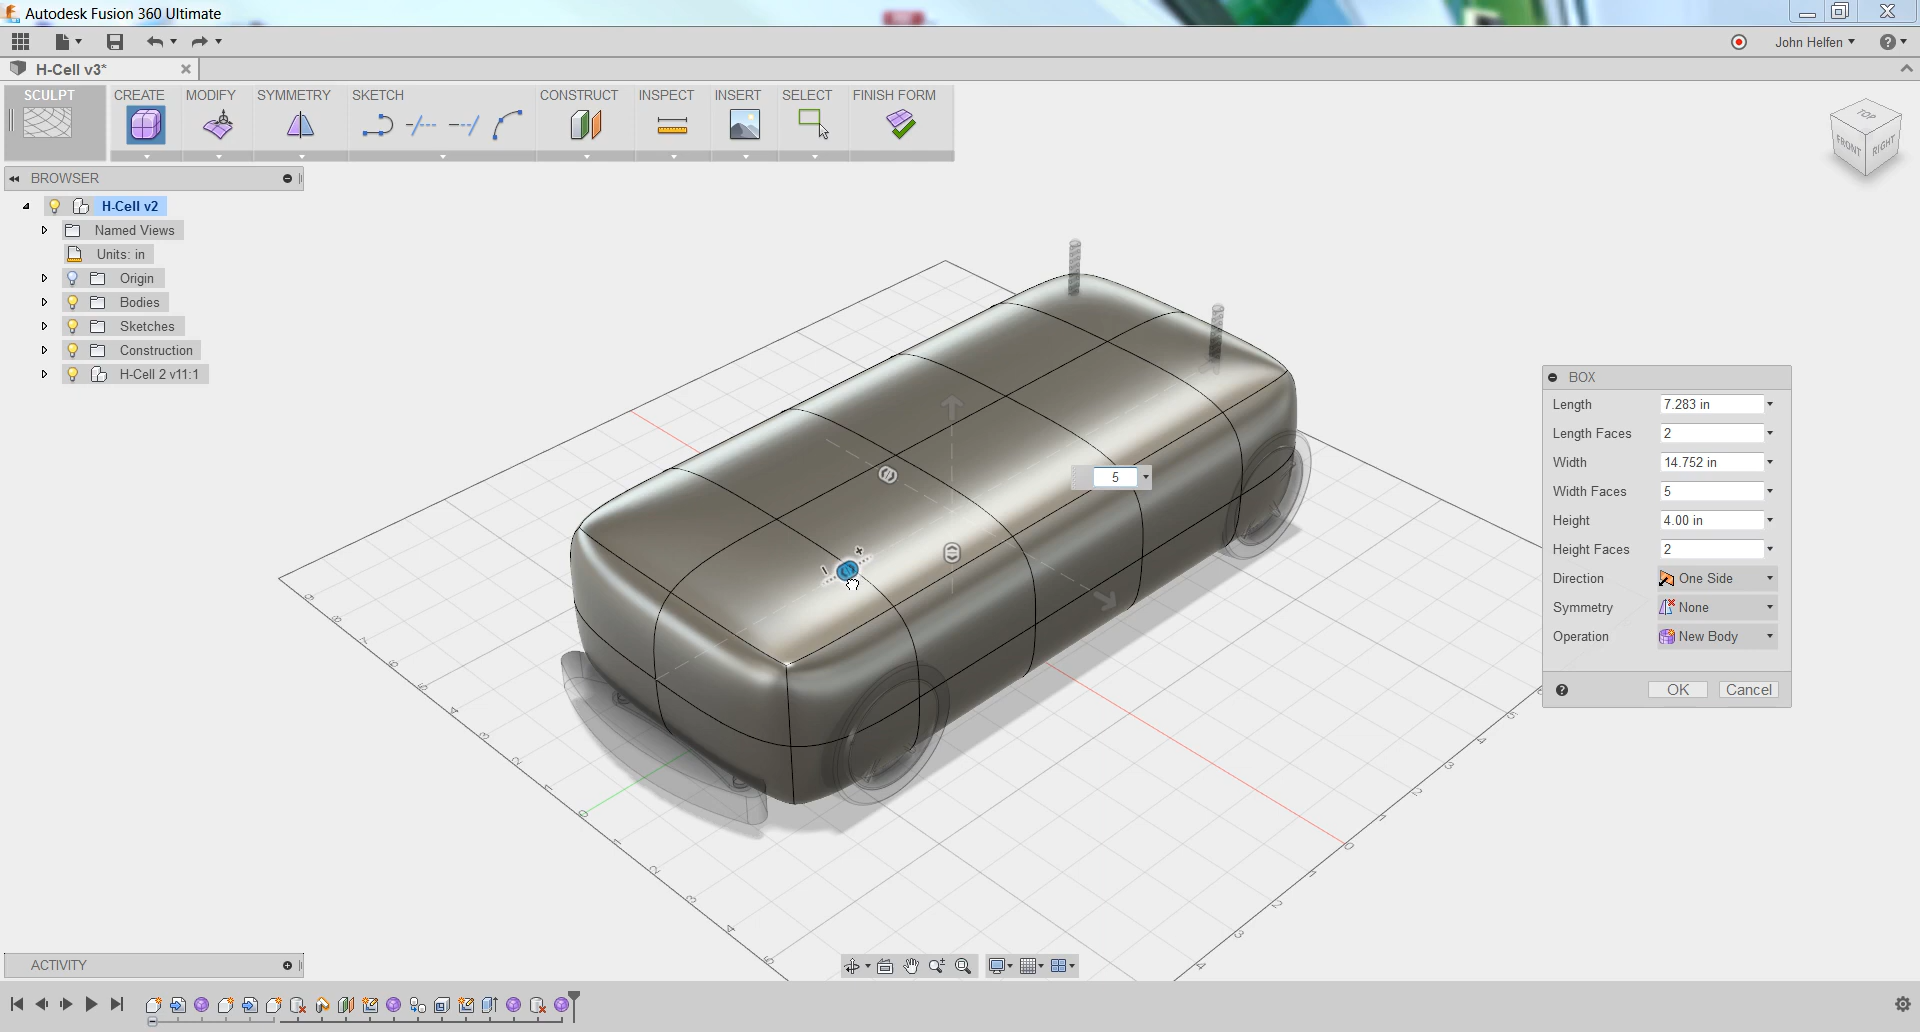 Autodesk Fusion 360 Ultimate
John Helfen
H-Cell v3*
SCULPT
CREATE
MODIFY
SYMMETRY
SKETCH
CONSTRUCT
INSPECT
INSERT
SELECT
FINISH FORM
TOP
FRONT
RIGHT
BROWSER
H-Cell v2
Named Views
Units: in
Origin
Bodies
Sketches
Construction
H-Cell 2 v11:1
5
BOX
Length 7.283 in
Length Faces 2
Width 14.752 in
Width Faces 5
Height 4.00 in
Height Faces 2
Direction One Side
Symmetry None
Operation New Body
OK Cancel
ACTIVITY